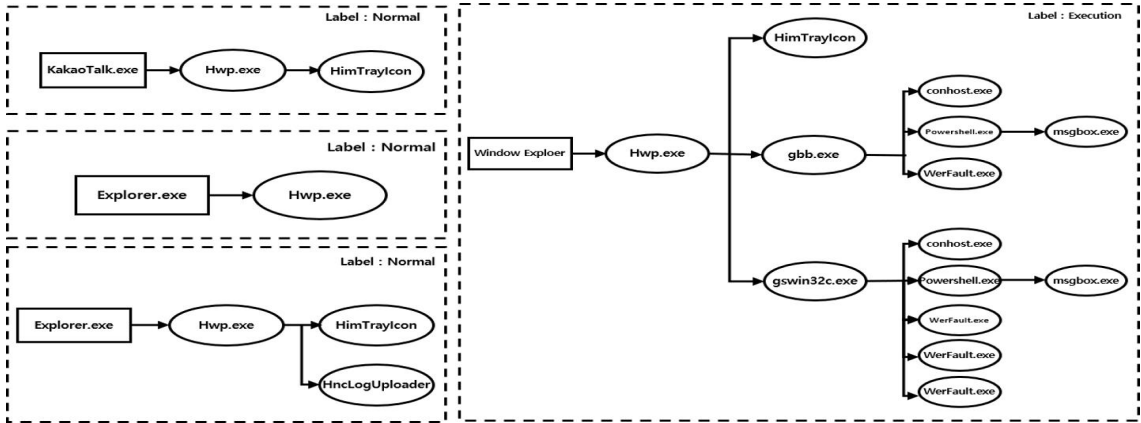 Label : Normal
KakaoTalk.exe
Hwp.exe
HimTrayIcon
Label : Normal
Explorer.exe
Hwp.exe
Label : Normal
Explorer.exe
Hwp.exe
HimTrayIcon
HncLogUploader
Label : Execution
HimTrayIcon
Window Exploer
Hwp.exe
gbb.exe
conhost.exe
Powershell.exe
msgbox.exe
WerFault.exe
gswin32c.exe
conhost.exe
Powershell.exe
msgbox.exe
WerFault.exe
WerFault.exe
WerFault.exe